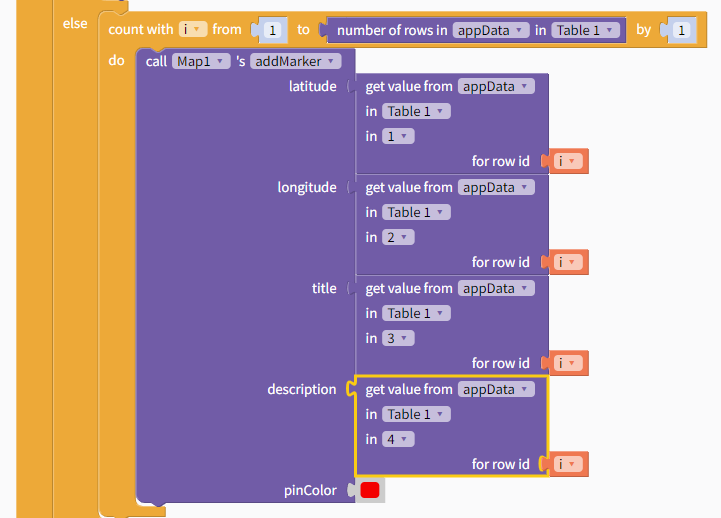 else count with i from 1 to number of rows in appData in Table 1 by 1
do call Map1 's addMarker
latitude get value from appData
in Table 1
in 1
for row id i
longitude get value from appData
in Table 1
in 2
for row id i
title get value from appData
in Table 1
in 3
for row id i
description get value from appData
in Table 1
in 4
for row id i
pinColor